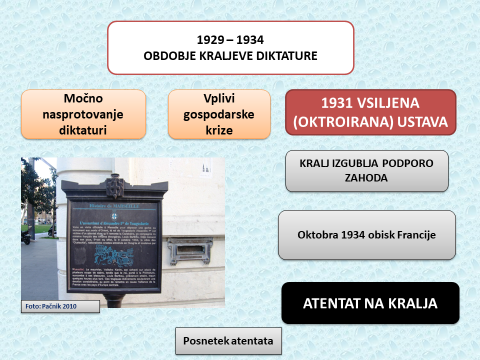 1929 – 1934
OBDOBJE KRALJEVE DIKTATURE
Močno
nasprotovanje
diktaturi
Vplivi
gospodarske
krize
1931 VSILJENA
(OKTROIRANA) USTAVA
KRALJ IZGUBLJA PODPORO
ZAHODA
Oktobra 1934 obisk Francije
ATENTAT NA KRALJA
Foto: Pačnik 2010
Posnetek atentata